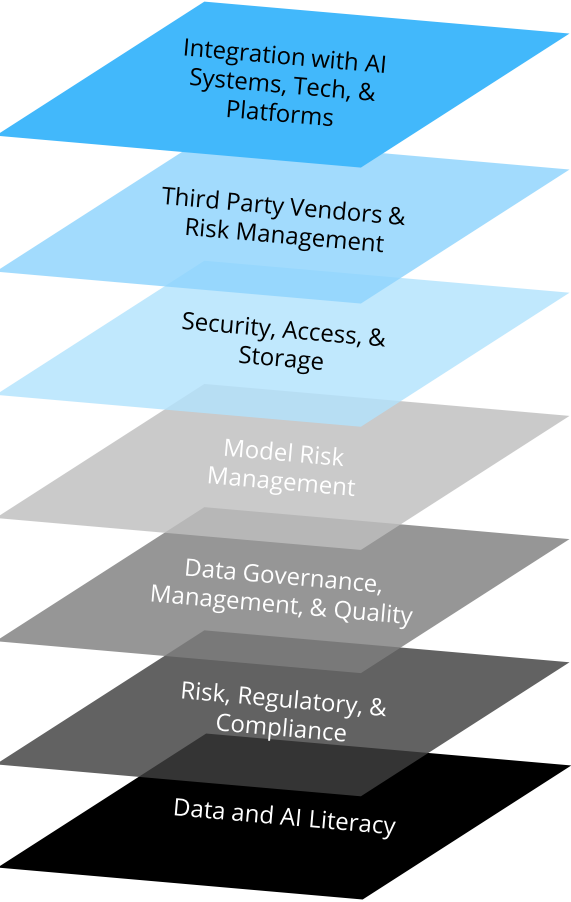 Integration with AI
Systems, Tech, &
Platforms
Third Party Vendors &
Risk Management
Security, Access, &
Storage
Model Risk
Management
Data Governance,
Management, & Quality
Risk, Regulatory, &
Compliance
Data and AI Literacy